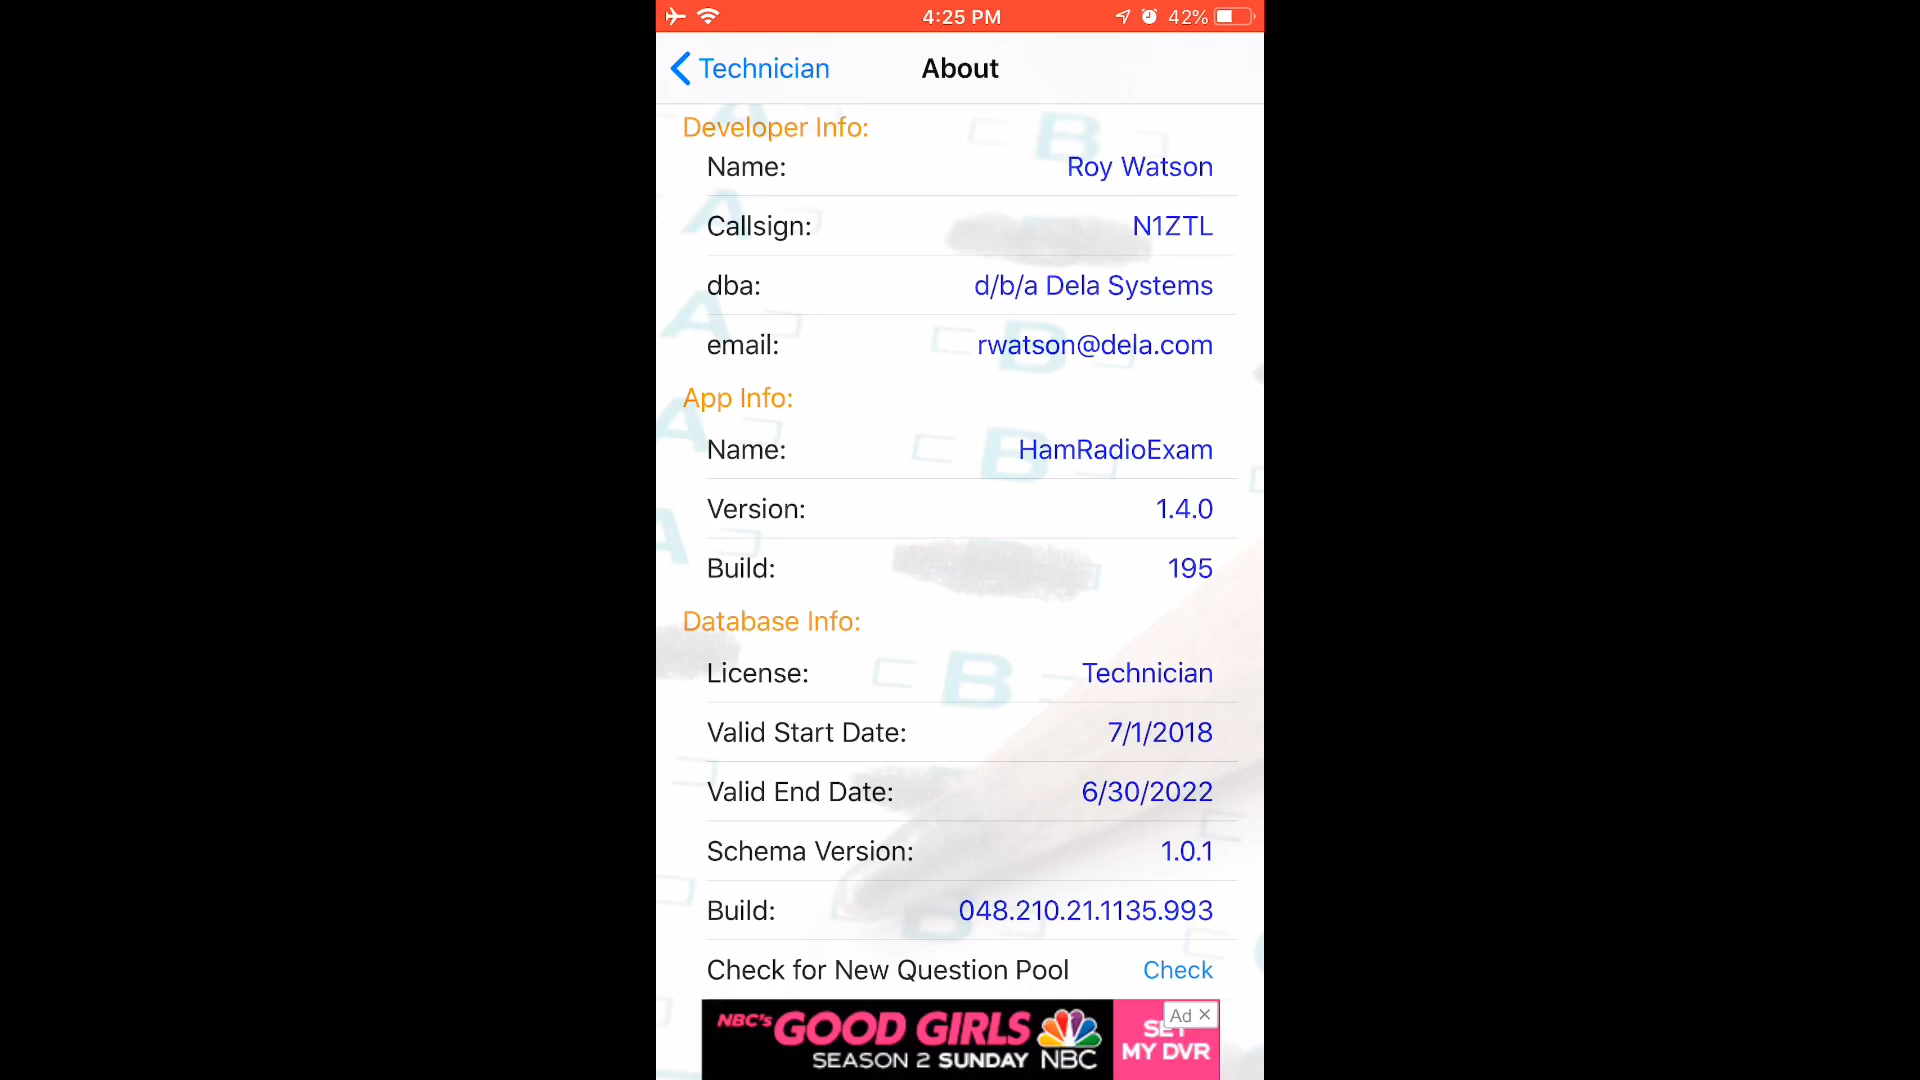 4:25 PM
42%
Technician
About
Developer Info:
Name: Roy Watson
Callsign: N1ZTL
dba: d/b/a Dela Systems
email: rwatson@dela.com
App Info:
Name: HamRadioExam
Version: 1.4.0
Build: 195
Database Info:
License: Technician
Valid Start Date: 7/1/2018
Valid End Date: 6/30/2022
Schema Version: 1.0.1
Build: 048.210.21.1135.993
Check for New Question Pool Check
NBC's GOOD GIRLS
SEASON 2 SUNDAY NBC
Ad
SET
MY DVR
A
B
A
A
B
A
B
A
B
D